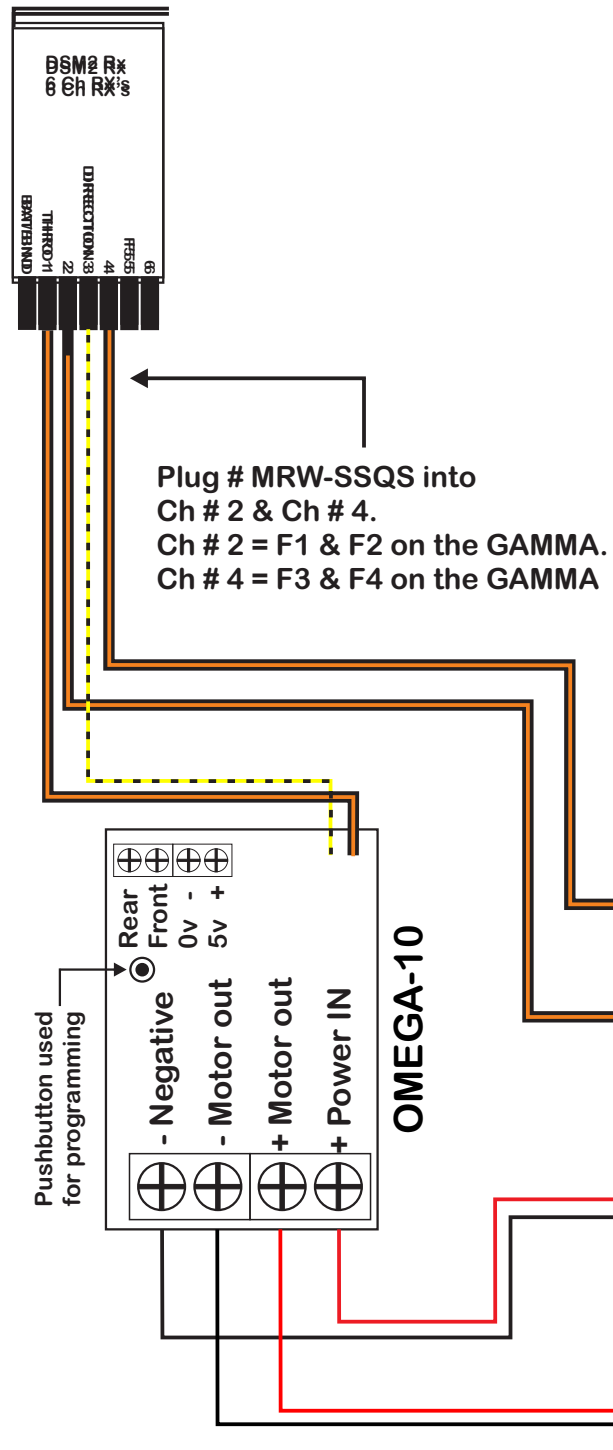 DSM2 Rx
6 Ch RX's
BATT/BIND
THRO 1
2
DIRECTION 3
4
F5 5
6
Plug # MRW-SSQS into
Ch # 2 & Ch # 4.
Ch # 2 = F1 & F2 on the GAMMA.
Ch # 4 = F3 & F4 on the GAMMA
Rear
Front
0v -
5v +
Pushbutton used
for programming
- Negative
- Motor out
+ Motor out
+ Power IN
OMEGA-10